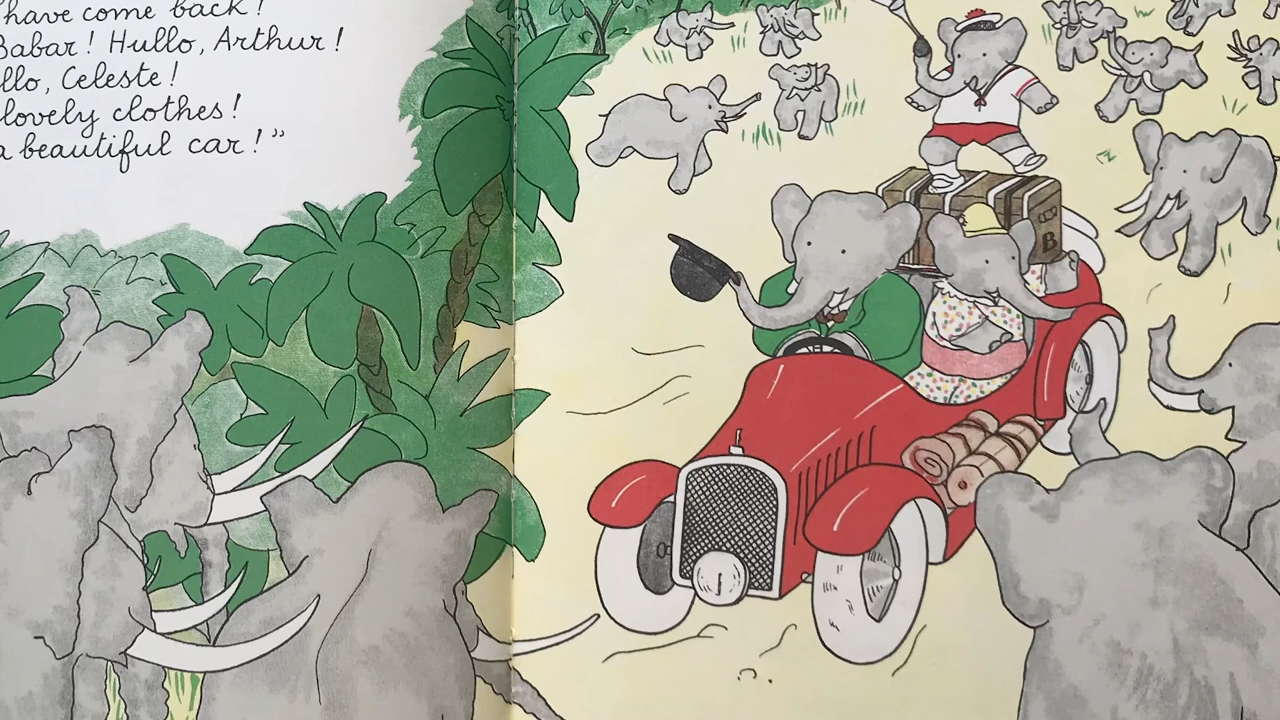 have come back!
Babar! Hullo, Arthur!
llo, Celeste!
lovely clothes!
a beautiful car!”
B